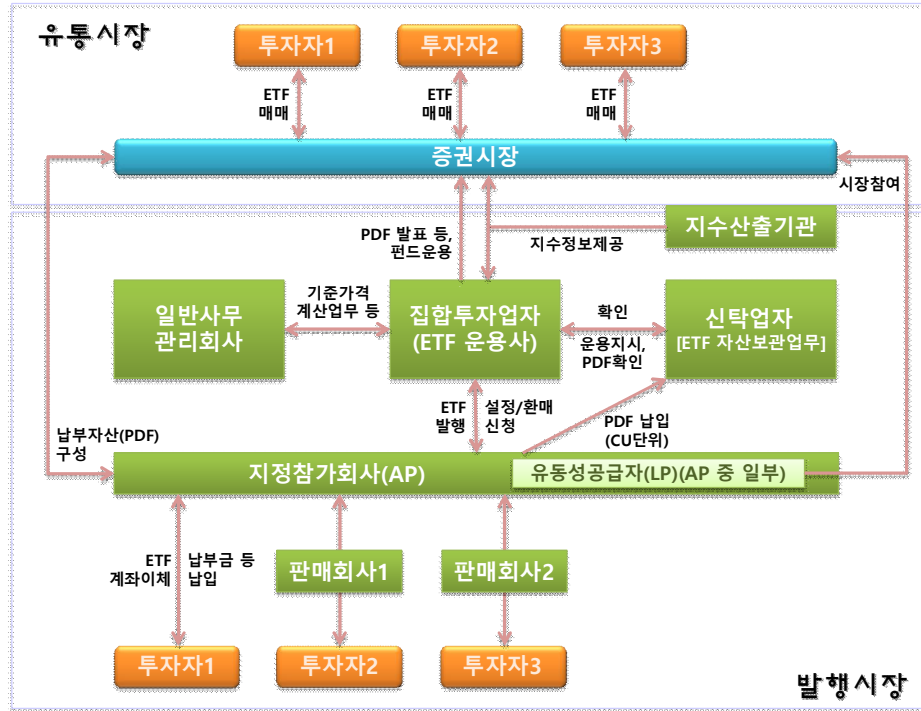 유통시장
투자자1
투자자2
투자자3
ETF
매매
ETF
매매
ETF
매매
증권시장
시장참여
PDF 발표 등,
펀드운용
지수정보제공
지수산출기관
일반사무
관리회사
기준가격
계산업무 등
집합투자업자
(ETF 운용사)
확인
운용지시,
PDF확인
신탁업자
[ETF 자산보관업무]
ETF
발행
설정/환매
신청
PDF 납입
(CU단위)
납부자산(PDF)
구성
지정참가회사(AP)
유동성공급자(LP)(AP 중 일부)
ETF
계좌이체
납부금 등
납입
판매회사1
판매회사2
투자자1
투자자2
투자자3
발행시장